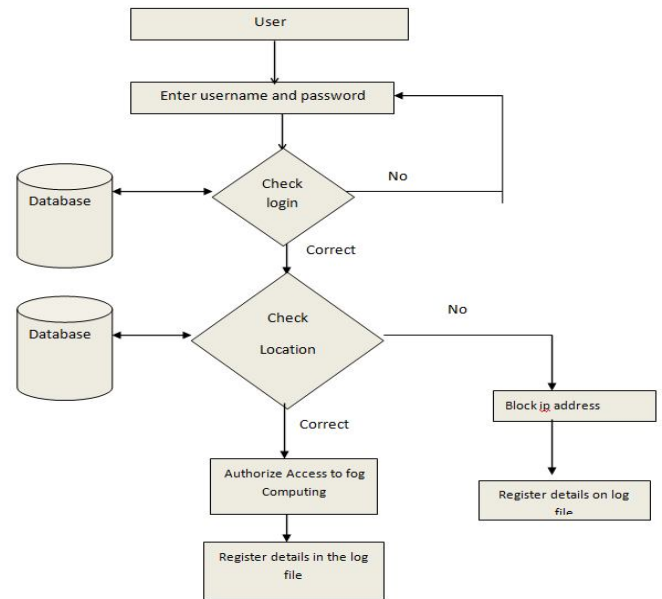 User
Enter username and password
Check
login
No
Database
Correct
Check
Location
No
Database
Block ip address
Correct
Authorize Access to fog
Computing
Register details on log
file
Register details in the log
file